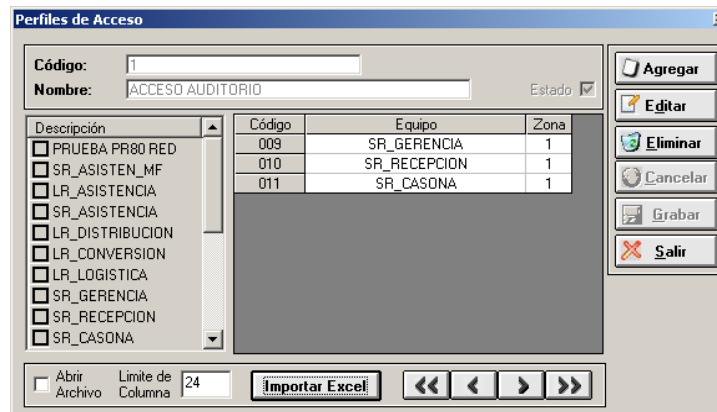 Perfiles de Acceso
Código: 1
Nombre: ACCESO AUDITORIO Estado
Descripción
PRUEBA PR80 RED
SR_ASISTEN_MF
LR_ASISTENCIA
SR_ASISTENCIA
LR_DISTRIBUCION
LR_CONVERSION
LR_LOGISTICA
SR_GERENCIA
SR_RECEPCION
SR_CASONA
Código Equipo Zona
009 SR_GERENCIA 1
010 SR_RECEPCION 1
011 SR_CASONA 1
Agregar
Editar
Eliminar
Cancelar
Grabar
Salir
Abrir Archivo
Limite de Columna 24
Importar Excel